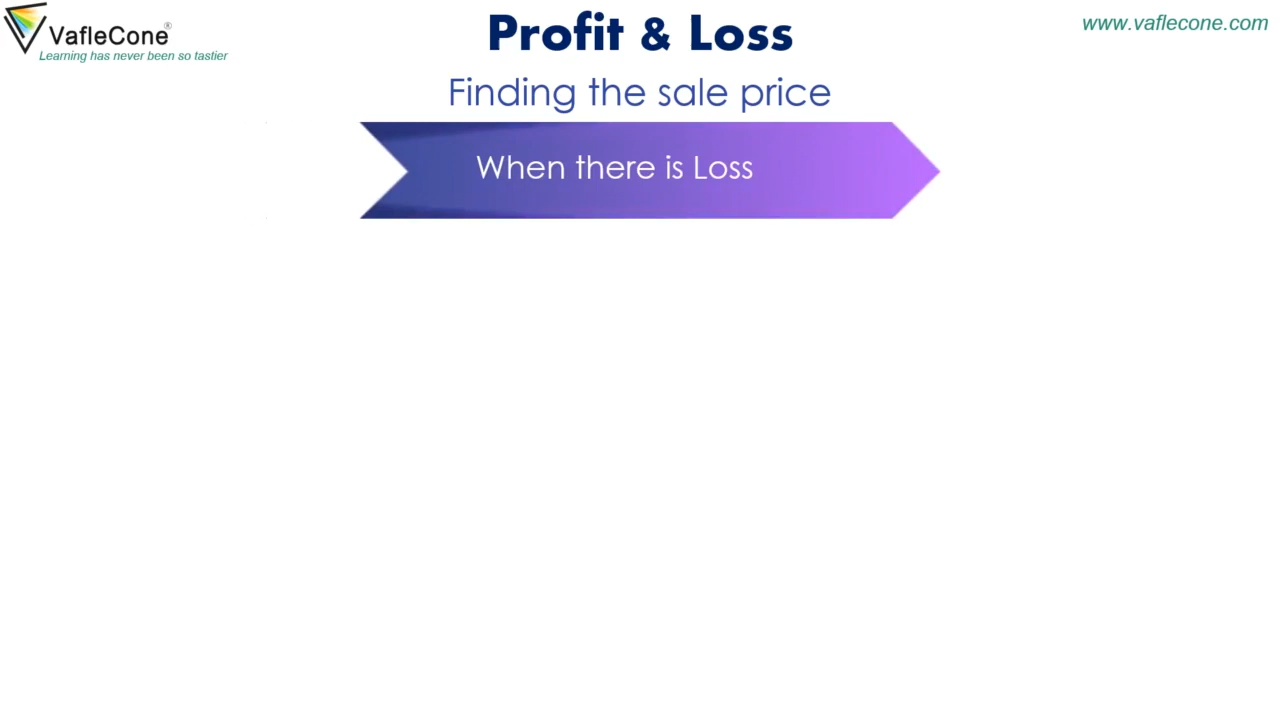 VafleCone®
Learning has never been so tastier
Profit & Loss
www.vaflecone.com
Finding the sale price
When there is Loss